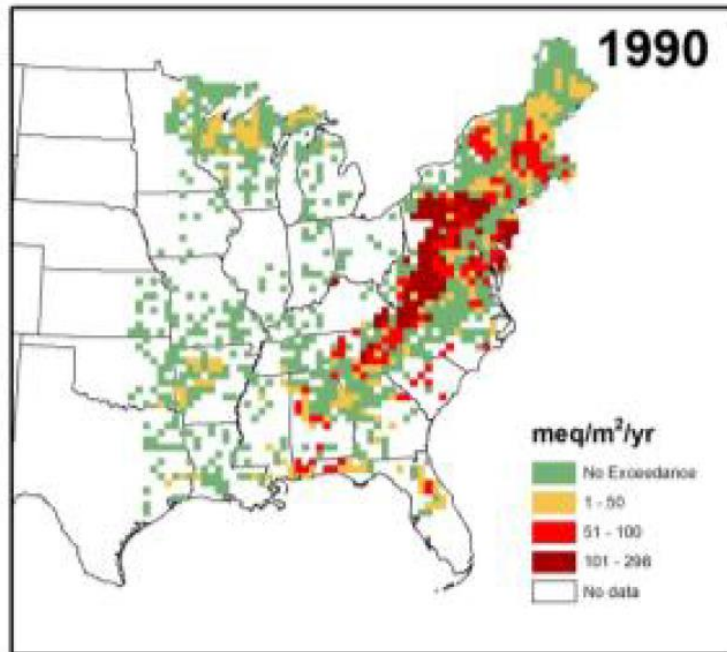 1990
meq/m²/yr
No Exceedance
1 - 50
51 - 100
101 - 298
No data